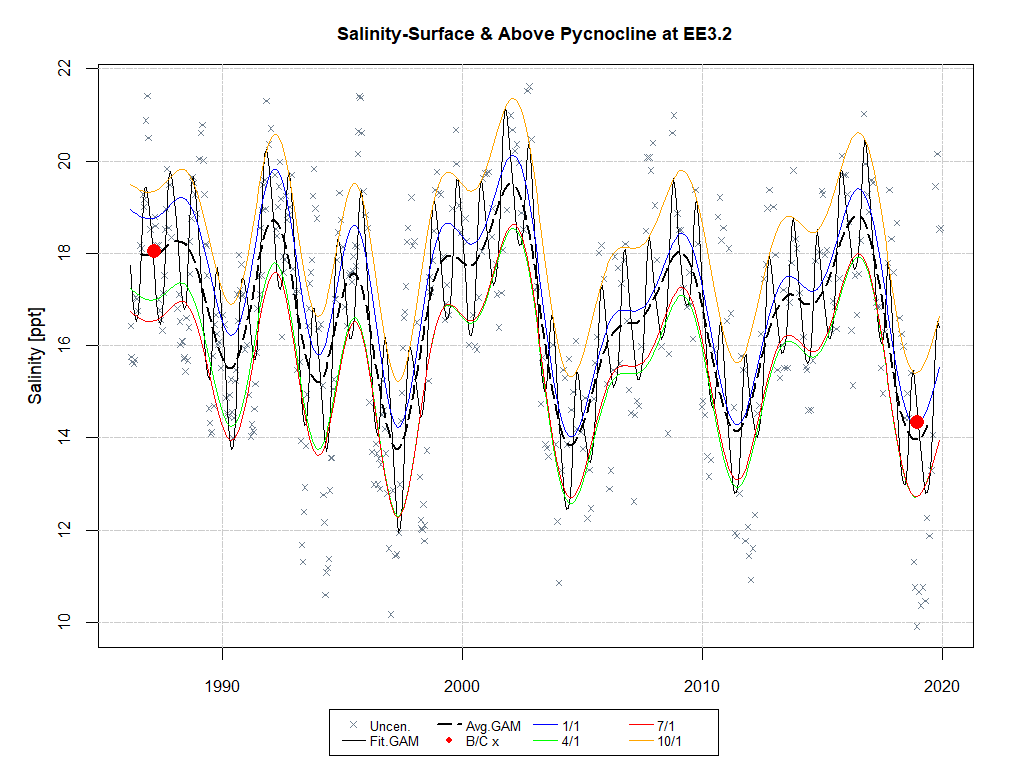 Salinity-Surface & Above Pycnocline at EE3.2
Salinity [ppt]
22
20
18
16
14
12
10
1990 2000 2010 2020
Uncen. Avg.GAM 1/1 7/1
Fit.GAM B/C x 4/1 10/1